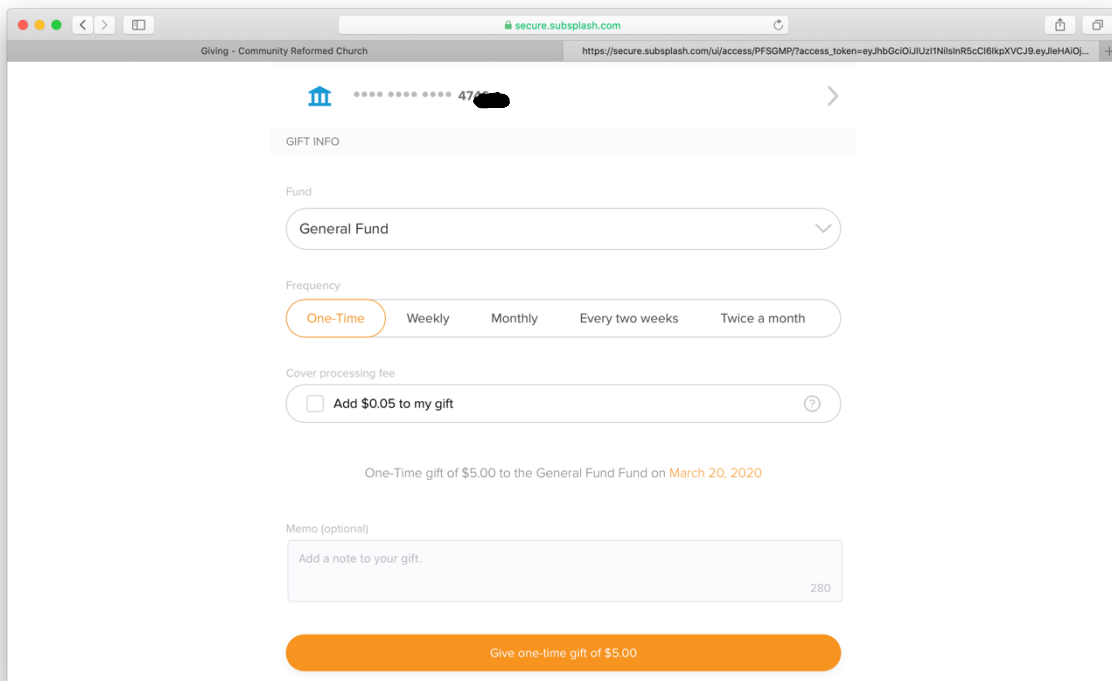 secure.subsplash.com
Giving - Community Reformed Church
https://secure.subsplash.com/ui/access/PFSGMP/?access_token=eyJhbGciOiJIUzI1NiIsInR5cCI6IkpXVCJ9.eyJleHAiOj...
•••• •••• •••• 47
GIFT INFO
Fund
General Fund
Frequency
One-Time Weekly Monthly Every two weeks Twice a month
Cover processing fee
Add $0.05 to my gift ?
One-Time gift of $5.00 to the General Fund Fund on March 20, 2020
Memo (optional)
Add a note to your gift.
280
Give one-time gift of $5.00